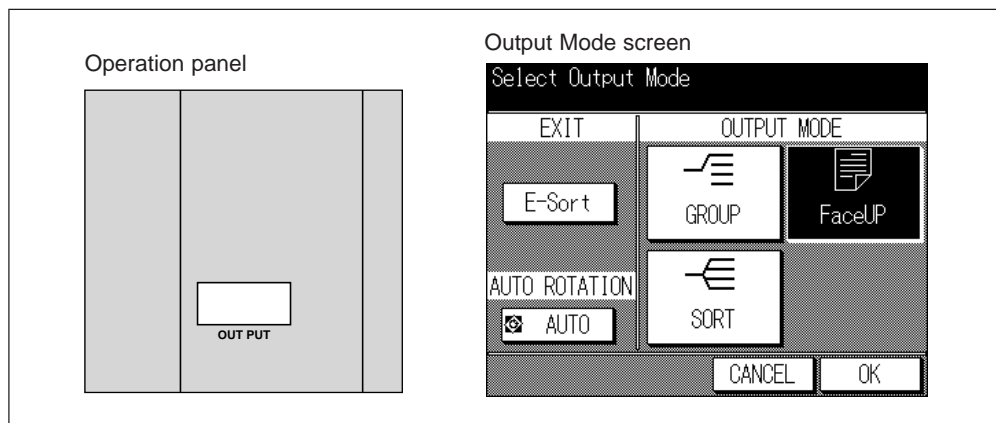 Operation panel
OUT PUT
Output Mode screen
Select Output Mode
EXIT
OUTPUT MODE
E-Sort
GROUP
FaceUP
AUTO ROTATION
AUTO
SORT
CANCEL
OK